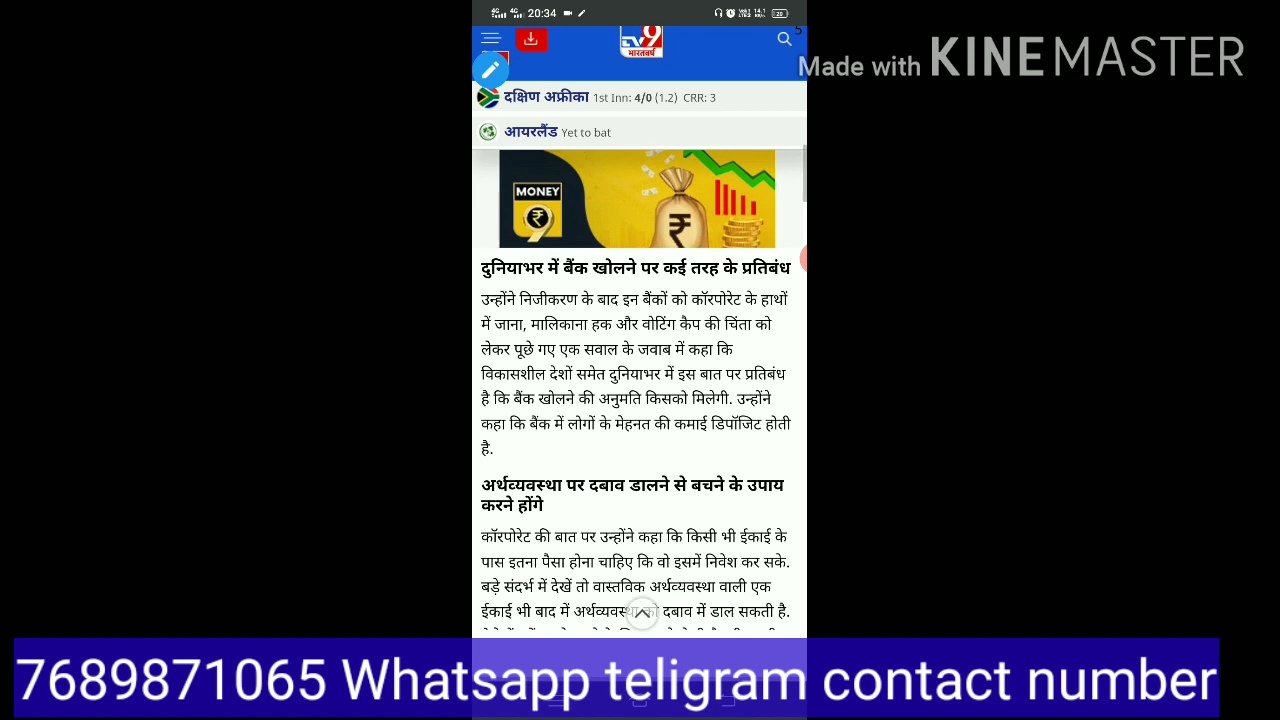 20:34
5
TV9
भारतवर्ष
Made with KINEMASTER
दक्षिण अफ्रीका 1st Inn: 4/0 (1.2) CRR: 3
आयरलैंड Yet to bat
MONEY
9
दुनियाभर में बैंक खोलने पर कई तरह के प्रतिबंध
उन्होंने निजीकरण के बाद इन बैंकों को कॉरपोरेट के हाथों
में जाना, मालिकाना हक और वोटिंग कैप की चिंता को
लेकर पूछे गए एक सवाल के जवाब में कहा कि
विकासशील देशों समेत दुनियाभर में इस बात पर प्रतिबंध
है कि बैंक खोलने की अनुमति किसको मिलेगी. उन्होंने
कहा कि बैंक में लोगों के मेहनत की कमाई डिपॉजिट होती
है.
अर्थव्यवस्था पर दबाव डालने से बचने के उपाय
करने होंगे
कॉरपोरेट की बात पर उन्होंने कहा कि किसी भी ईकाई के
पास इतना पैसा होना चाहिए कि वो इसमें निवेश कर सके.
बड़े संदर्भ में देखें तो वास्तविक अर्थव्यवस्था वाली एक
ईकाई भी बाद में अर्थव्यवस्था को दबाव में डाल सकती है.
7689871065 Whatsapp teligram contact number